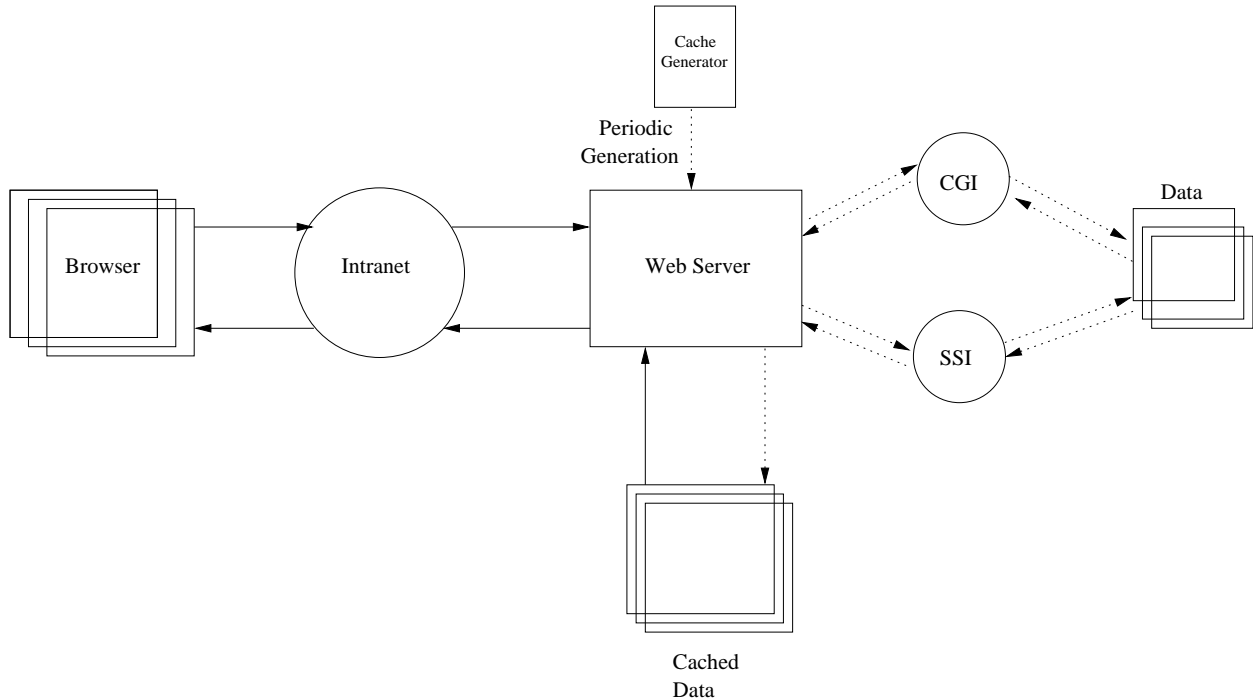 Cache
Generator
Periodic
Generation
CGI
Data
Browser
Intranet
Web Server
SSI
Cached
Data